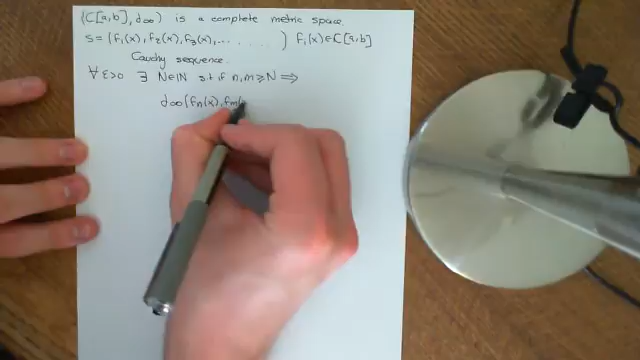 (C[a,b], d∞) is a complete metric space.
S = (f₁(x), f₂(x), f₃(x), ... ......) fᵢ(x) ∈ C[a,b]
Cauchy sequence.
∀ ε>0 ∃ N∈ℕ s.t if n,m ⩾ N ⟹
d∞(fn(x), fm(